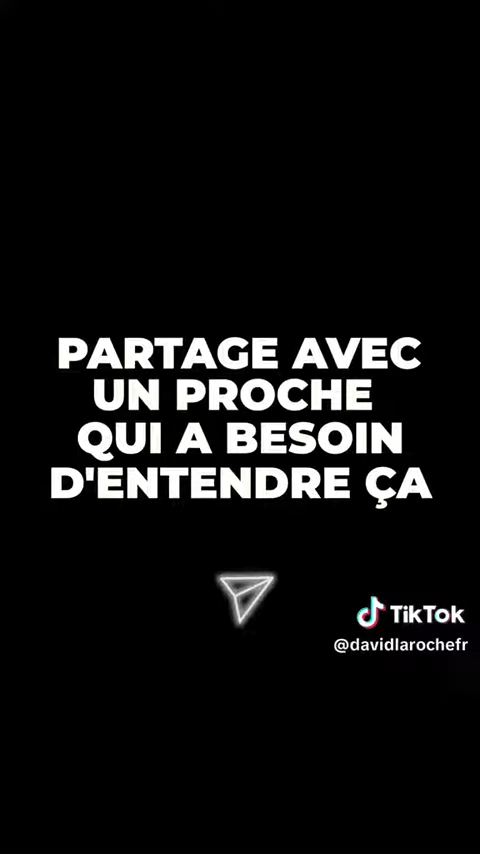 PARTAGE AVEC
UN PROCHE
QUI A BESOIN
D'ENTENDRE ÇA
TikTok
@davidlarochefr